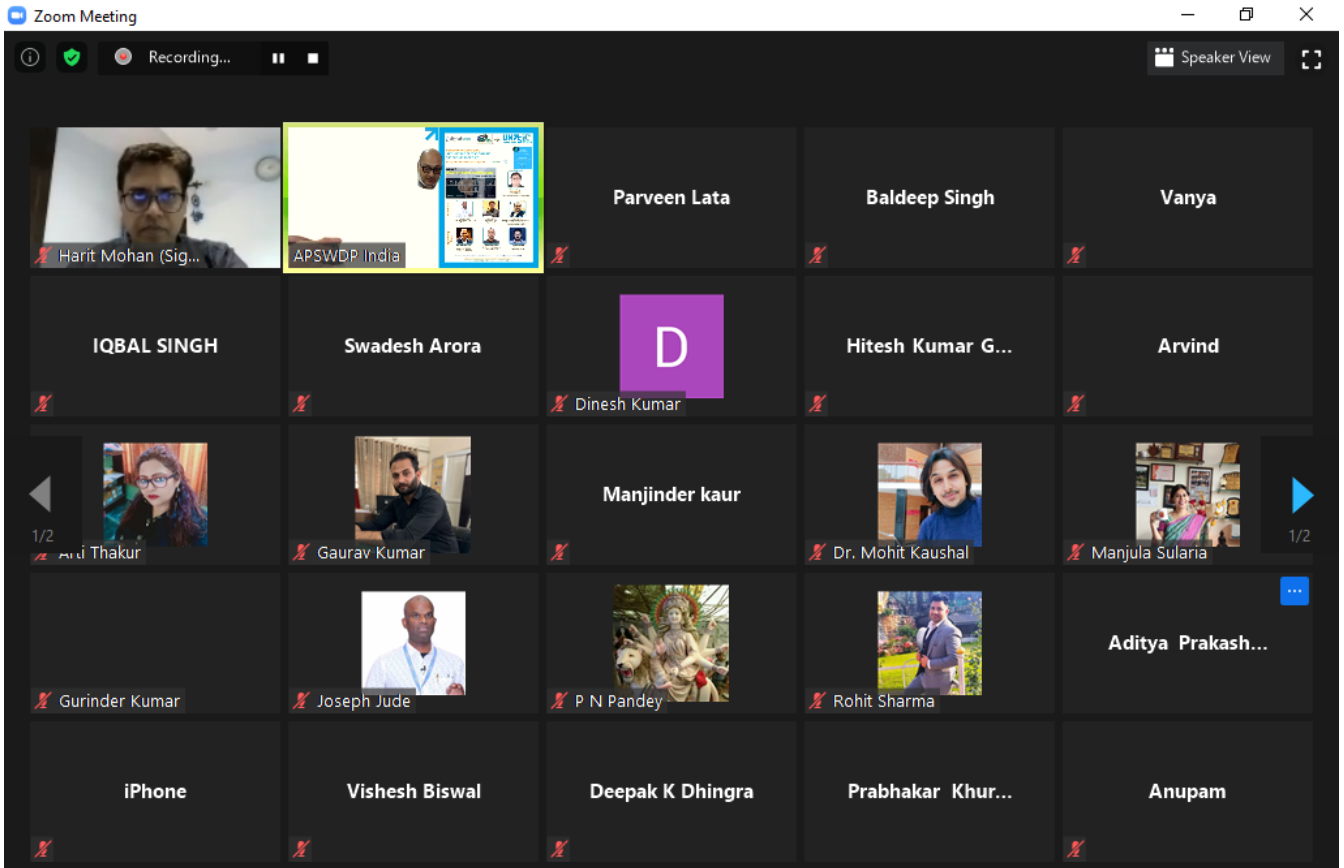 Zoom Meeting
Recording...
Speaker View
Harit Mohan (Sig...
APSWDP India
Parveen Lata
Baldeep Singh
Vanya
IQBAL SINGH
Swadesh Arora
D
Dinesh Kumar
Hitesh Kumar G...
Arvind
1/2
Arti Thakur
Gaurav Kumar
Manjinder kaur
Dr. Mohit Kaushal
Manjula Sularia
1/2
Gurinder Kumar
Joseph Jude
P N Pandey
Rohit Sharma
Aditya Prakash...
iPhone
Vishesh Biswal
Deepak K Dhingra
Prabhakar Khur...
Anupam